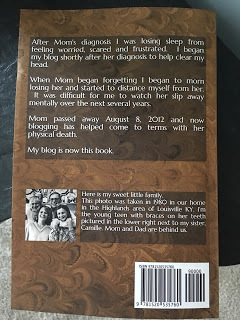 After Mom's diagnosis I was losing sleep from
feeling worried, scared and frustrated. I began
my blog shortly after her diagnosis to help clear my
head.
When Mom began forgetting I began to mom
losing her and started to distance myself from her.
It was difficult for me to watch her slip away
mentally over the next several years.
Mom passed away August 8, 2012 and now
blogging has helped come to terms with her
physical death.
My blog is now this book.
Here is my sweet little family.
This photo was taken in 1980 in our home
in the Highlands area of Louisville KY. I'm
the young teen with braces on her teeth
pictured in the lower right next to my sister,
Camille. Mom and Dad are behind us.
ISBN 9781520535760
90000
9 781520 535760